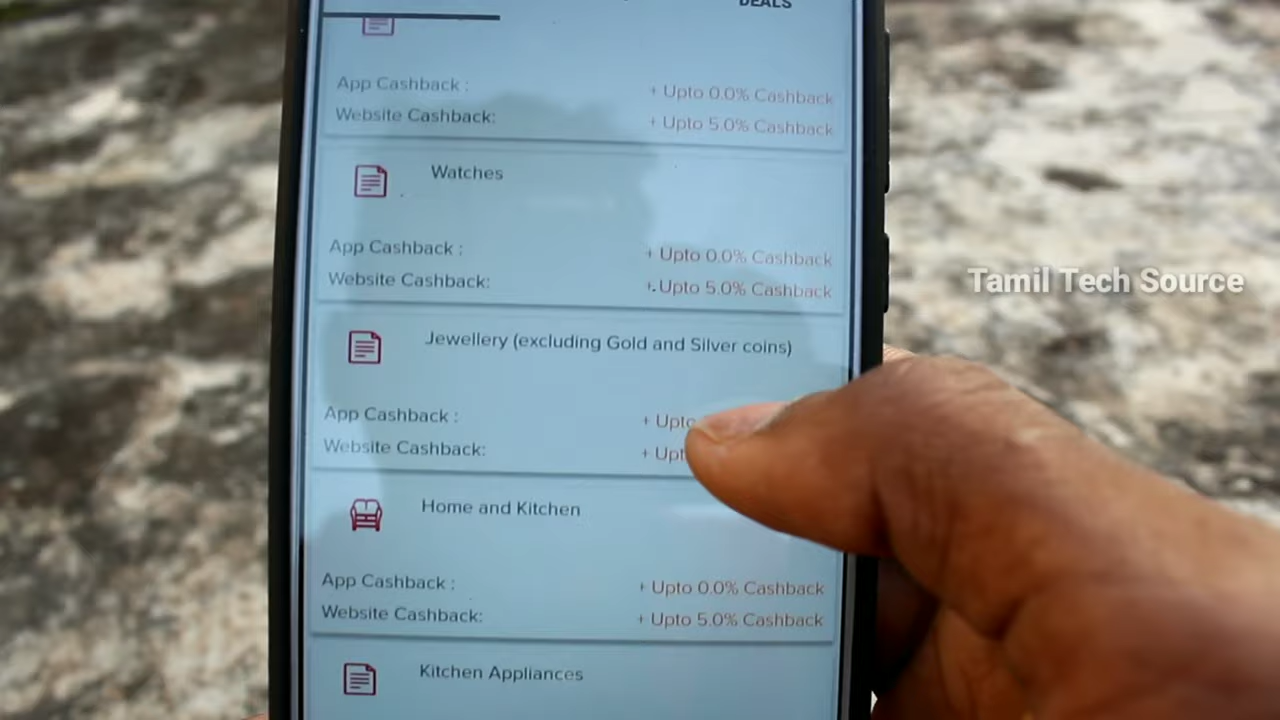 DEALS
App Cashback :
+ Upto 0.0% Cashback
Website Cashback:
+ Upto 5.0% Cashback
Watches
App Cashback :
+ Upto 0.0% Cashback
Website Cashback:
+ Upto 5.0% Cashback
Tamil Tech Source
Jewellery (excluding Gold and Silver coins)
App Cashback :
+ Upto
Website Cashback:
+ Upt
Home and Kitchen
App Cashback :
+ Upto 0.0% Cashback
Website Cashback:
+ Upto 5.0% Cashback
Kitchen Appliances